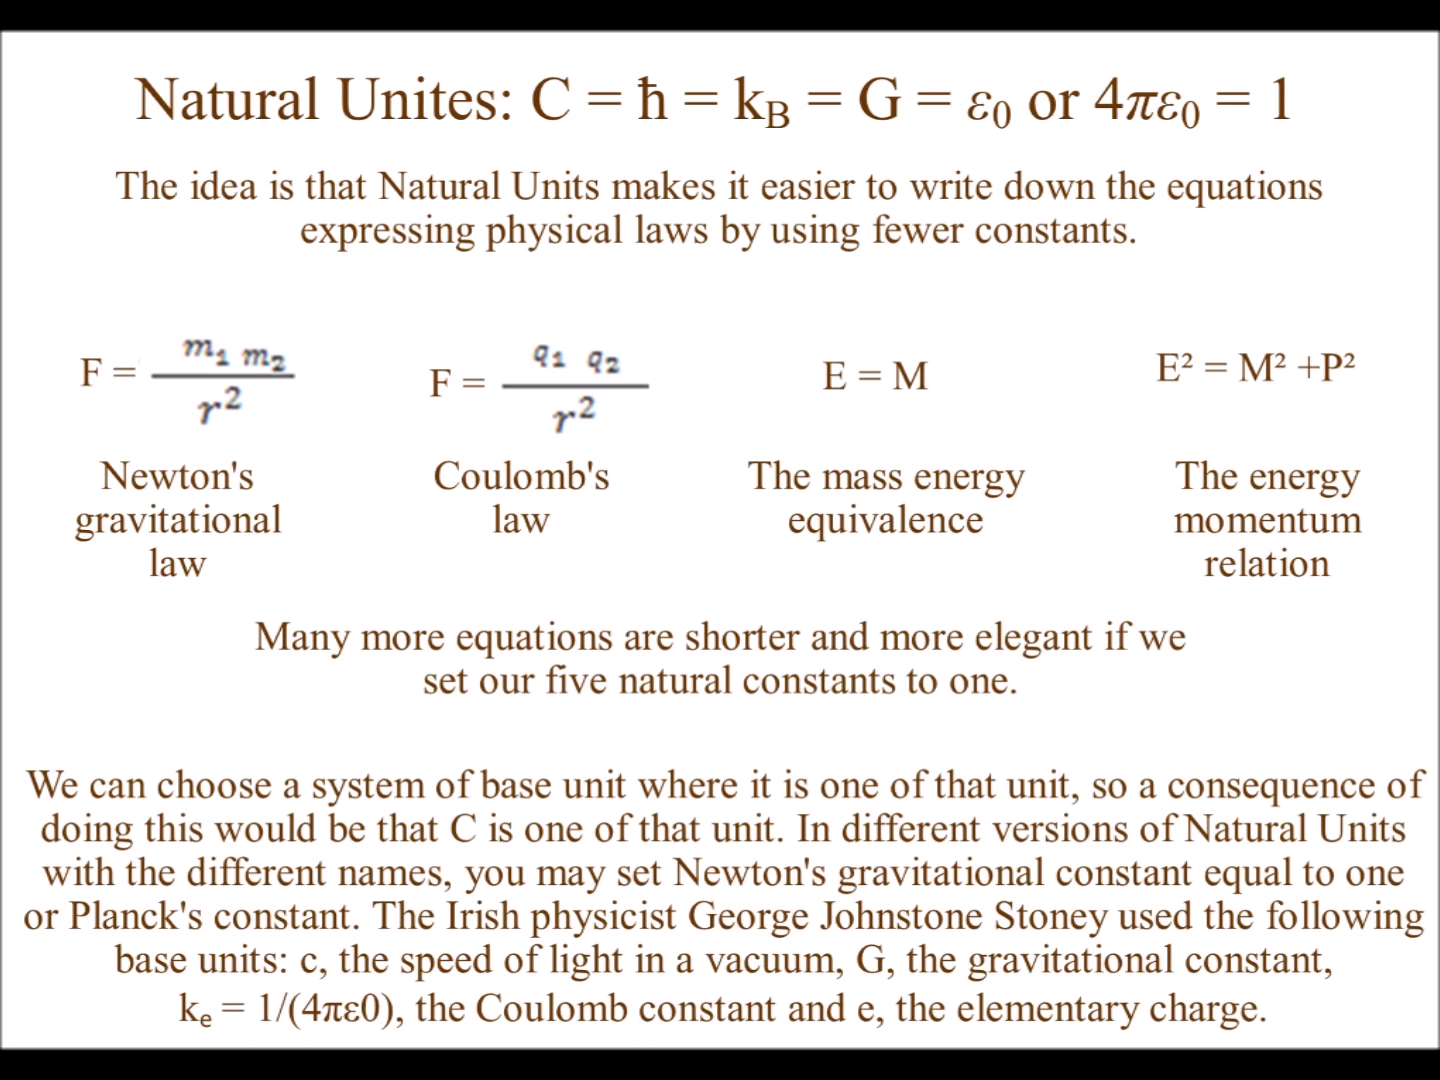 Natural Unites: C = ħ = k_B = G = ε₀ or 4πε₀ = 1
The idea is that Natural Units makes it easier to write down the equations
expressing physical laws by using fewer constants.
F = m₁ m₂ / r²
F = q₁ q₂ / r²
E = M
E² = M² +P²
Newton's
gravitational
law
Coulomb's
law
The mass energy
equivalence
The energy
momentum
relation
Many more equations are shorter and more elegant if we
set our five natural constants to one.
We can choose a system of base unit where it is one of that unit, so a consequence of
doing this would be that C is one of that unit. In different versions of Natural Units
with the different names, you may set Newton's gravitational constant equal to one
or Planck's constant. The Irish physicist George Johnstone Stoney used the following
base units: c, the speed of light in a vacuum, G, the gravitational constant,
kₑ = 1/(4πε0), the Coulomb constant and e, the elementary charge.